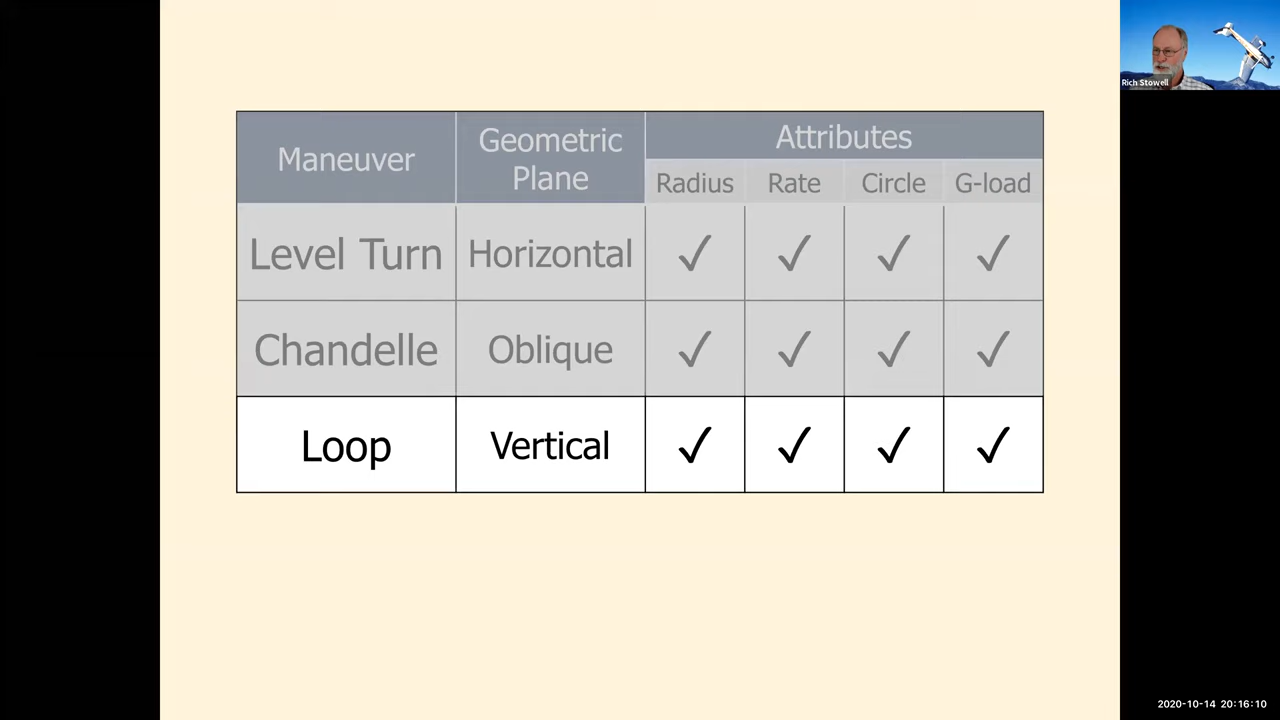 Rich Stowell
Maneuver Geometric Plane Attributes
Radius Rate Circle G-load
Level Turn Horizontal ✓ ✓ ✓ ✓
Chandelle Oblique ✓ ✓ ✓ ✓
Loop Vertical ✓ ✓ ✓ ✓
2020-10-14 20:16:10